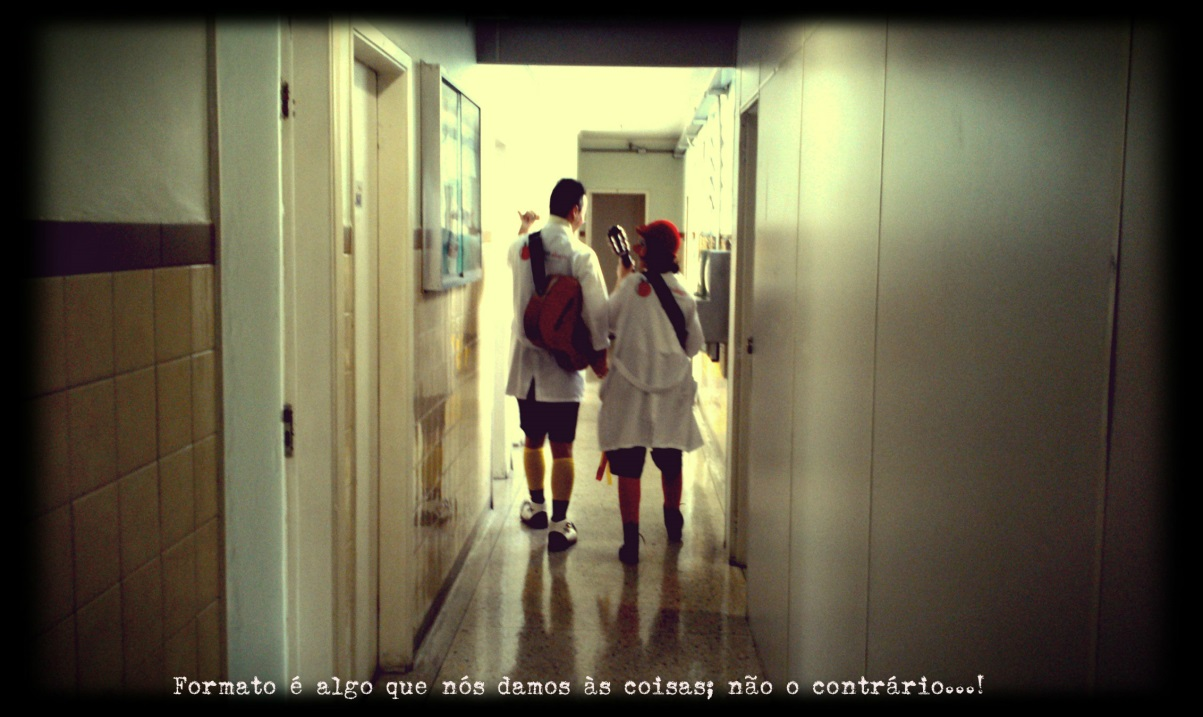 Formato é algo que nós damos às coisas; não o contrário...!